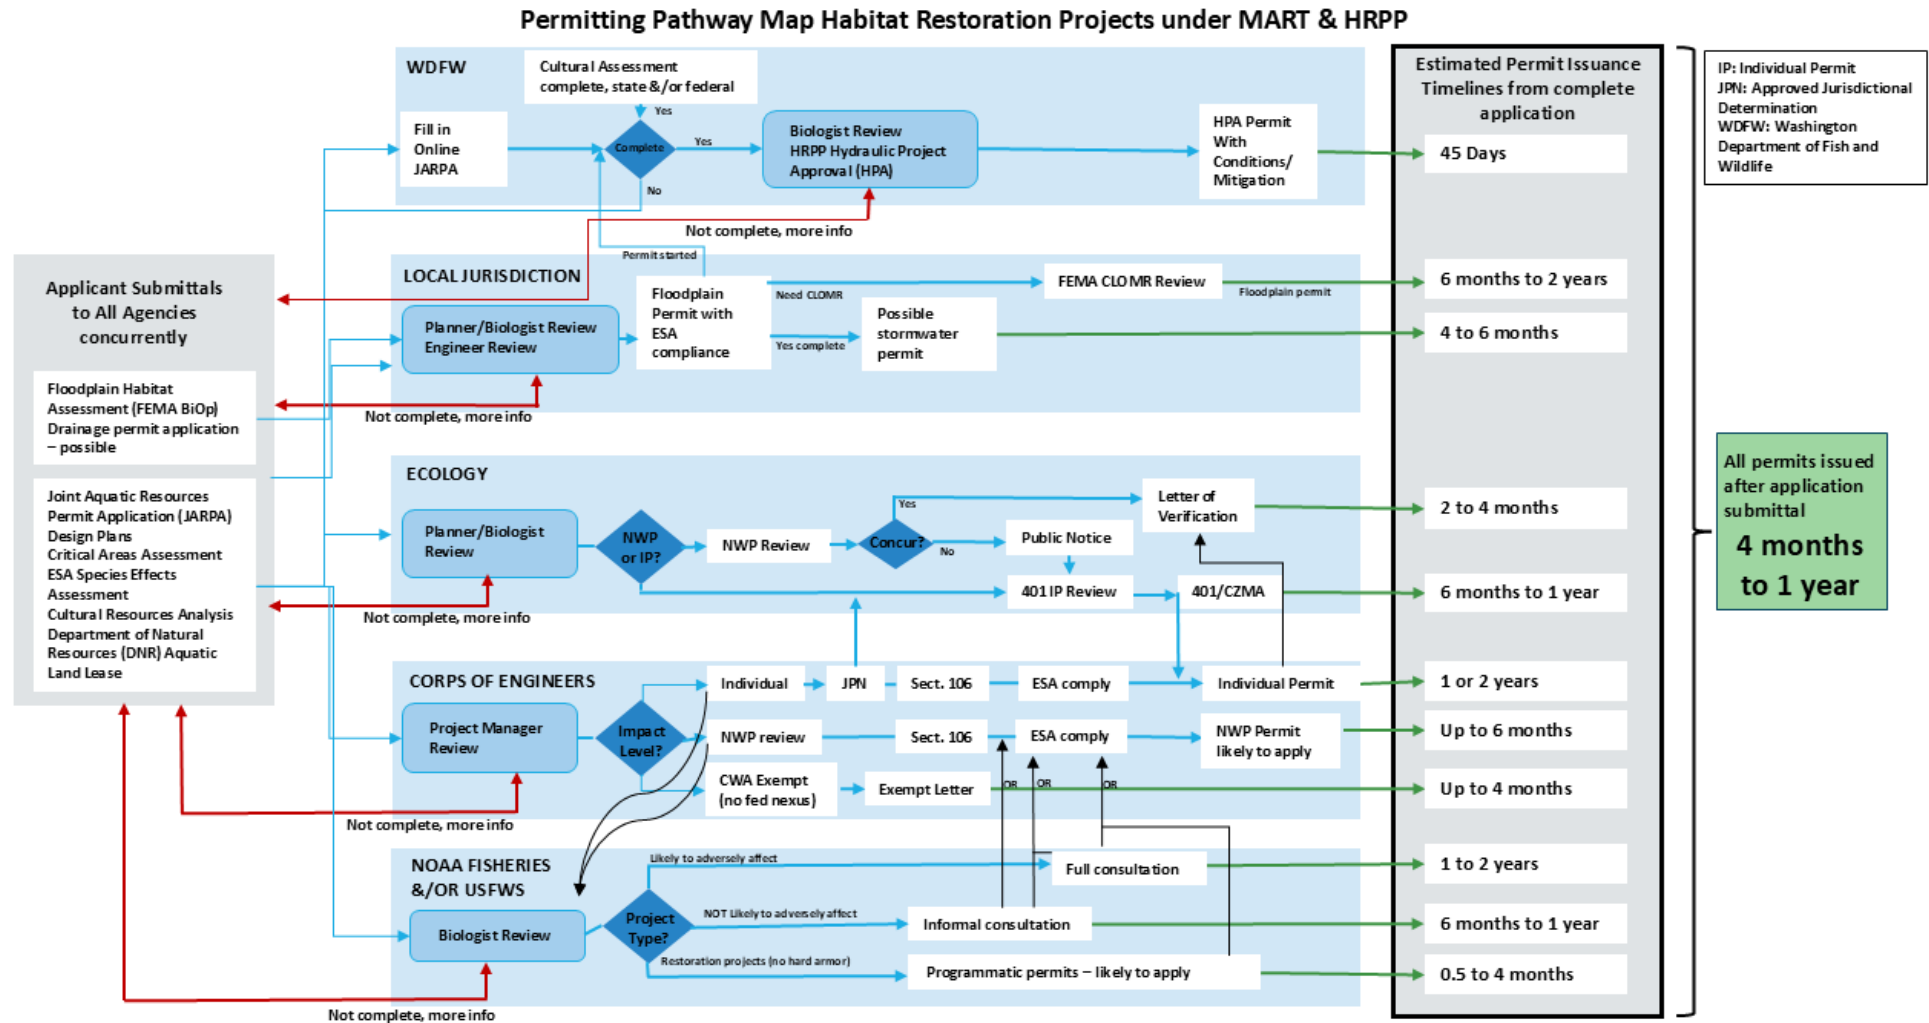 Permitting Pathway Map Habitat Restoration Projects under MART & HRPP
WDFW
Cultural Assessment
complete, state &/or federal
Yes
Fill in
Online
JARPA
Complete
Yes
No
Biologist Review
HRPP Hydraulic Project
Approval (HPA)
HPA Permit
With
Conditions/
Mitigation
Not complete, more info
Permit started
LOCAL JURISDICTION
Planner/Biologist Review
Engineer Review
Floodplain
Permit with
ESA
compliance
Need CLOMR
FEMA CLOMR Review
Floodplain permit
Yes complete
Possible
stormwater
permit
Not complete, more info
Applicant Submittals
to All Agencies
concurrently
Floodplain Habitat
Assessment (FEMA BiOp)
Drainage permit application
– possible
Joint Aquatic Resources
Permit Application (JARPA)
Design Plans
Critical Areas Assessment
ESA Species Effects
Assessment
Cultural Resources Analysis
Department of Natural
Resources (DNR) Aquatic
Land Lease
ECOLOGY
Planner/Biologist
Review
NWP
or IP?
NWP Review
Concur?
Yes
No
Letter of
Verification
Public Notice
401 IP Review
401/CZMA
Not complete, more info
CORPS OF ENGINEERS
Project Manager
Review
Impact
Level?
Individual
JPN
Sect. 106
ESA comply
Individual Permit
NWP review
Sect. 106
ESA comply
NWP Permit
likely to apply
CWA Exempt
(no fed nexus)
Exempt Letter
OR
OR
OR
Not complete, more info
NOAA FISHERIES
&/OR USFWS
Biologist Review
Project
Type?
Likely to adversely affect
Full consultation
NOT Likely to adversely affect
Informal consultation
Restoration projects (no hard armor)
Programmatic permits – likely to apply
Not complete, more info
Estimated Permit Issuance
Timelines from complete
application
45 Days
6 months to 2 years
4 to 6 months
2 to 4 months
6 months to 1 year
1 or 2 years
Up to 6 months
Up to 4 months
1 to 2 years
6 months to 1 year
0.5 to 4 months
IP: Individual Permit
JPN: Approved Jurisdictional
Determination
WDFW: Washington
Department of Fish and
Wildlife
All permits issued
after application
submittal
4 months
to 1 year